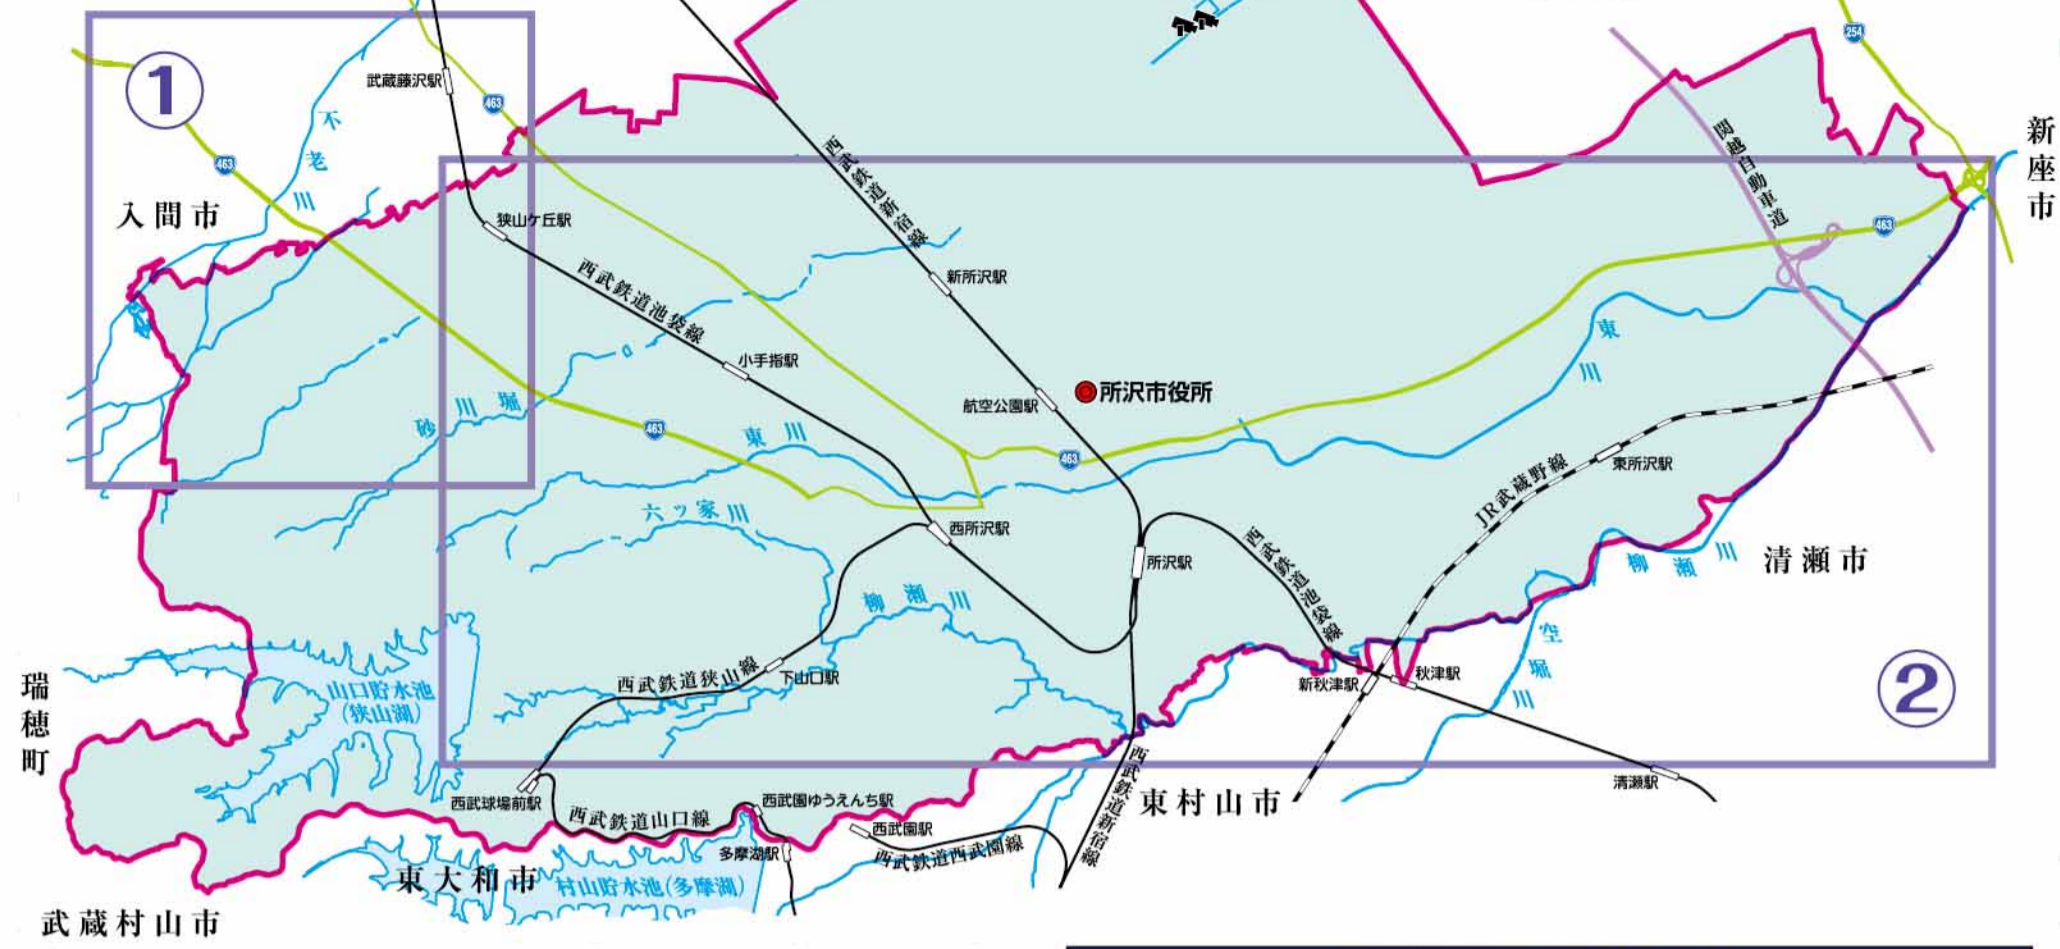 254
①
武蔵藤沢駅
463
不老川
463
入間市
新座市
関越自動車道
西武鉄道新宿線
463
狭山ケ丘駅
西武鉄道池袋線
新所沢駅
小手指駅
航空公園駅
所沢市役所
東川
砂川堀
463
東川
463
六ッ家川
西所沢駅
所沢駅
JR武蔵野線
東所沢駅
西武鉄道池袋線
柳瀬川
清瀬市
柳瀬川
空堀川
瑞穂町
山口貯水池
(狭山湖)
西武鉄道狭山線
下山口駅
新秋津駅
秋津駅
②
清瀬駅
西武球場前駅
西武鉄道山口線
西武園ゆうえんち駅
西武園駅
西武鉄道西武園線
西武鉄道新宿線
東村山市
多摩湖駅
東大和市
村山貯水池(多摩湖)
武蔵村山市